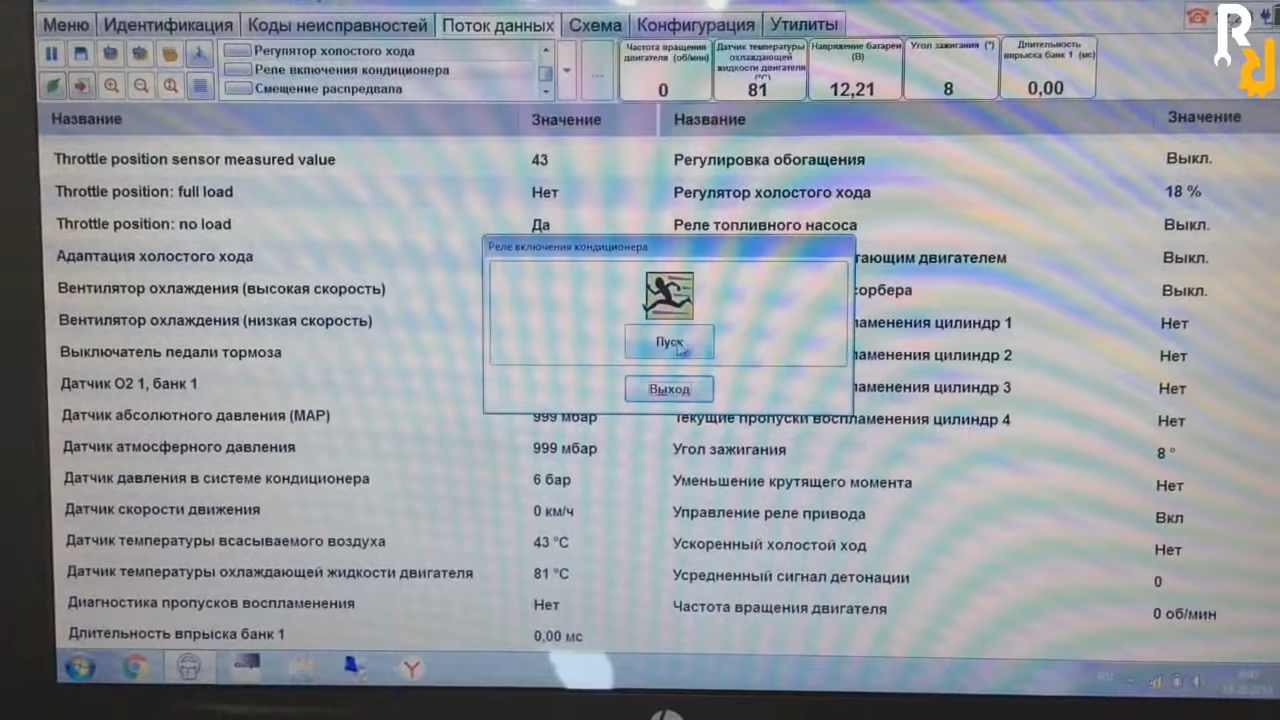 Меню Идентификация Коды неисправностей Поток данных Схема Конфигурация Утилиты
Регулятор холостого хода
Реле включения кондиционера
Смещение распредвала
...
Частота вращения
двигателя (об/мин)
0
Датчик температуры
охлаждающей
жидкости двигателя
(°C)
81
Напряжение батареи
(В)
12,21
Угол зажигания (°)
8
Длительность
впрыска банк 1 (мс)
0,00
Название Значение Название Значение
Throttle position sensor measured value 43 Регулировка обогащения Выкл.
Throttle position: full load Нет Регулятор холостого хода 18 %
Throttle position: no load Да Реле топливного насоса Выкл.
Адаптация холостого хода тающим двигателем Выкл.
Вентилятор охлаждения (высокая скорость) сорбера Выкл.
Вентилятор охлаждения (низкая скорость) ламенения цилиндр 1 Нет
Выключатель педали тормоза ламенения цилиндр 2 Нет
Датчик O2 1, банк 1 ламенения цилиндр 3 Нет
Датчик абсолютного давления (MAP) 999 мбар Текущие пропуски воспламенения цилиндр 4 Нет
Датчик атмосферного давления 999 мбар Угол зажигания 8 °
Датчик давления в системе кондиционера 6 бар Уменьшение крутящего момента Нет
Датчик скорости движения 0 км/ч Управление реле привода Вкл
Датчик температуры всасываемого воздуха 43 °C Ускоренный холостой ход Нет
Датчик температуры охлаждающей жидкости двигателя 81 °C Усредненный сигнал детонации 0
Диагностика пропусков воспламенения Нет Частота вращения двигателя 0 об/мин
Длительность впрыска банк 1 0,00 мс
Реле включения кондиционера
Пуск
Выход
RU